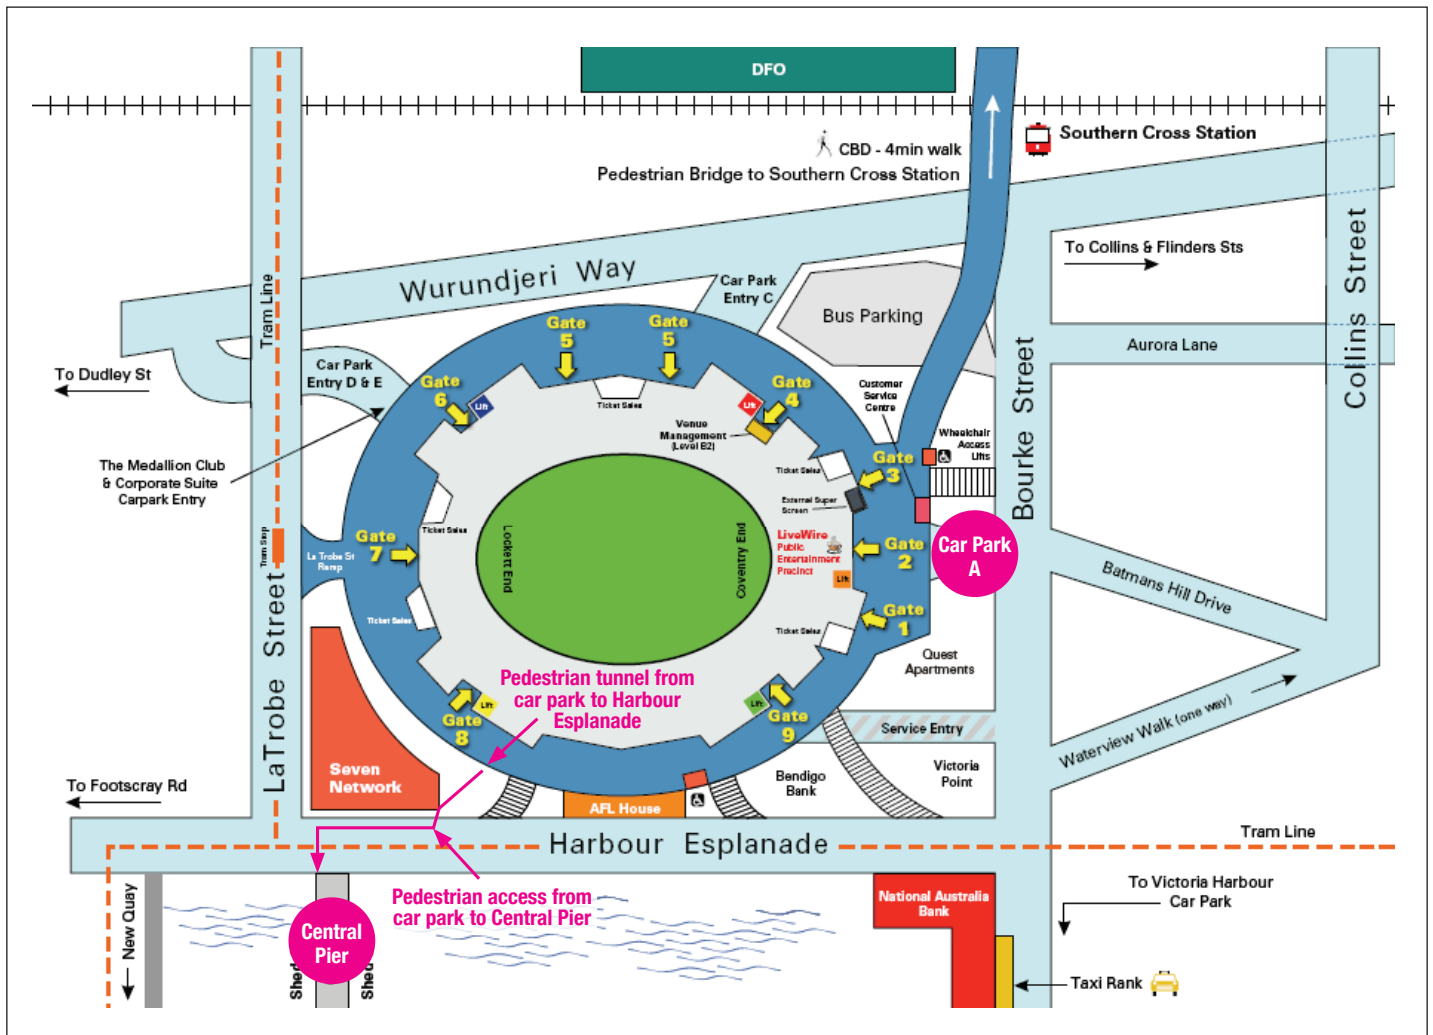 DFO
Southern Cross Station
CBD - 4min walk
Pedestrian Bridge to Southern Cross Station
To Collins & Flinders Sts
Wurundjeri Way
Car Park
Entry C
Bus Parking
Collins Street
Aurora Lane
Tram Line
To Dudley St
Car Park
Entry D & E
Gate
5
Gate
5
Gate
6
Lift
Ticket Sales
Lift
Gate
4
Customer
Service
Centre
Venue
Management
(Level B2)
Wheelchair
Access
Lifts
Bourke Street
The Medallion Club
& Corporate Suite
Carpark Entry
Ticket Sales
Gate
3
External Super
Screen
Ticket Sales
Tram Stop
La Trobe St
Ramp
Gate
7
Lockett End
Coventry End
LiveWire
Public
Entertainment
Precinct
Lift
Gate
2
Car Park
A
Batmans Hill Drive
Ticket Sales
Gate
1
Ticket Sales
Quest
Apartments
LaTrobe Street
Pedestrian tunnel from
car park to Harbour
Esplanade
Lift
Gate
8
Lift
Gate
9
Service Entry
Waterview Walk (one way)
Seven
Network
Bendigo
Bank
Victoria
Point
To Footscray Rd
AFL House
Harbour Esplanade
Tram Line
New Quay
Pedestrian access from
car park to Central Pier
National Australia
Bank
To Victoria Harbour
Car Park
Central
Pier
Shed
Shed
Taxi Rank